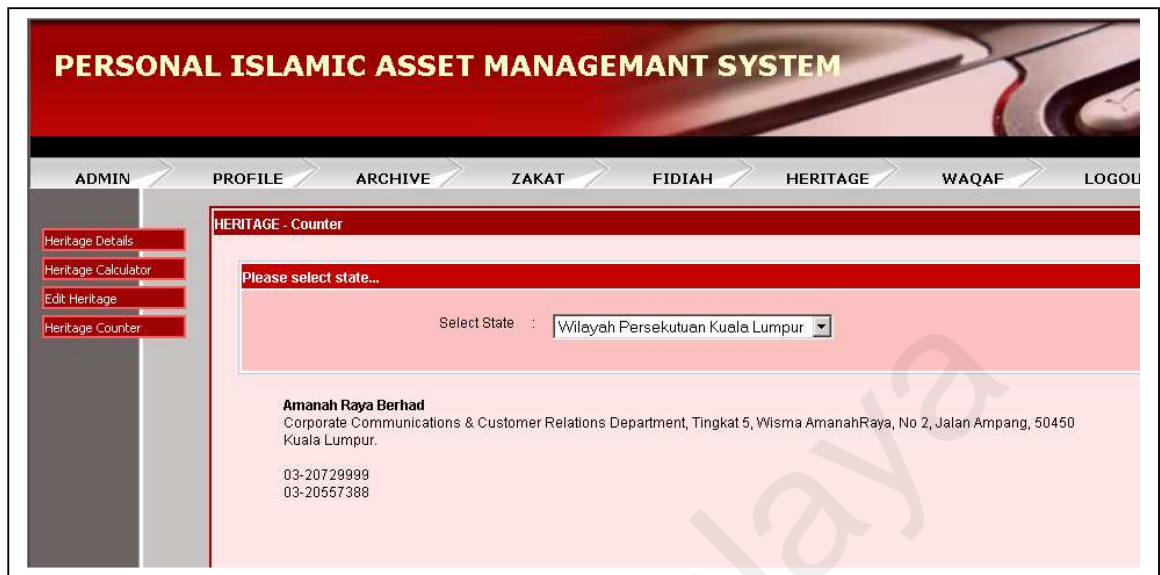 PERSONAL ISLAMIC ASSET MANAGEMANT SYSTEM
ADMIN PROFILE ARCHIVE ZAKAT FIDIAH HERITAGE WAQAF LOGOU
HERITAGE - Counter
Heritage Details
Heritage Calculator
Edit Heritage
Heritage Counter
Please select state...
Select State : Wilayah Persekutuan Kuala Lumpur
Amanah Raya Berhad
Corporate Communications & Customer Relations Department, Tingkat 5, Wisma AmanahRaya, No 2, Jalan Ampang, 50450
Kuala Lumpur.
03-20729999
03-20557388
laya